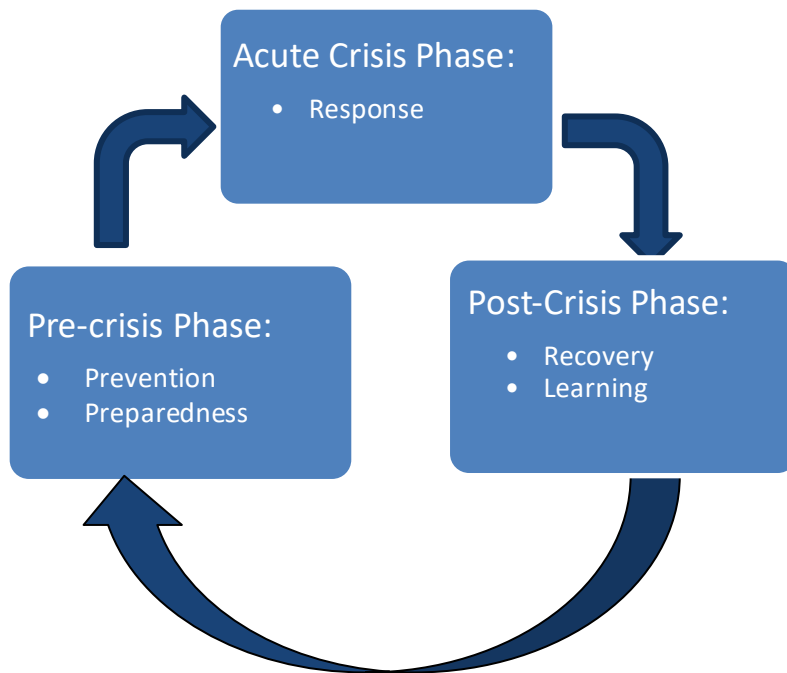 Acute Crisis Phase:
• Response
Pre-crisis Phase:
• Prevention
• Preparedness
Post-Crisis Phase:
• Recovery
• Learning